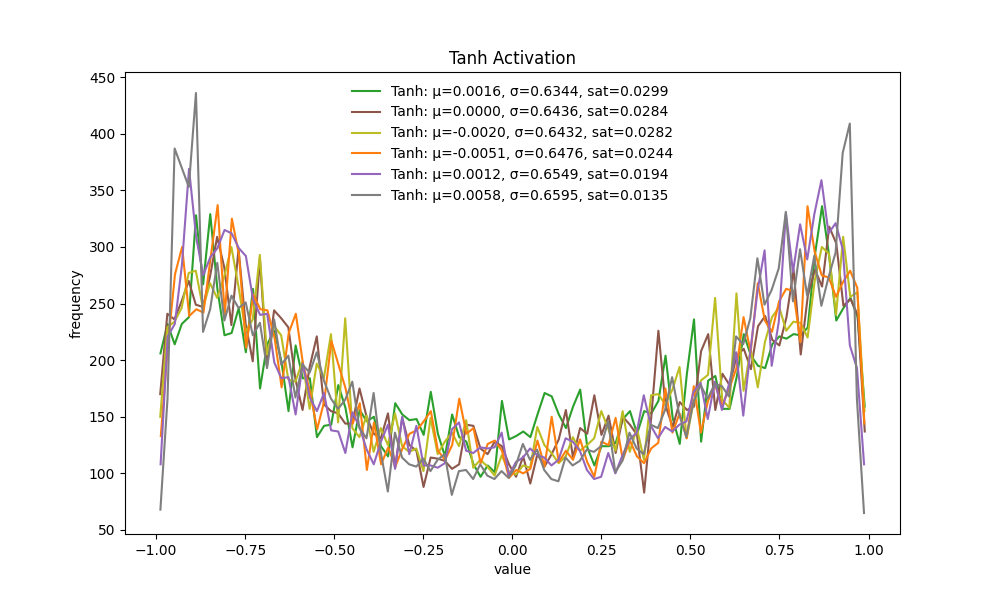 Tanh Activation
450
400
350
300
250
200
150
100
50
frequency
Tanh: μ=0.0016, σ=0.6344, sat=0.0299
Tanh: μ=0.0000, σ=0.6436, sat=0.0284
Tanh: μ=-0.0020, σ=0.6432, sat=0.0282
Tanh: μ=-0.0051, σ=0.6476, sat=0.0244
Tanh: μ=0.0012, σ=0.6549, sat=0.0194
Tanh: μ=0.0058, σ=0.6595, sat=0.0135
−1.00 −0.75 −0.50 −0.25 0.00 0.25 0.50 0.75 1.00
value